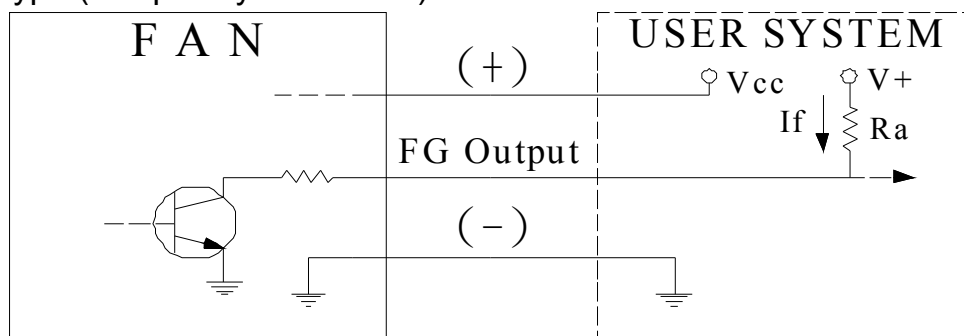 FAN
USER SYSTEM
(+)
Vcc
V+
If
Ra
FG Output
(-)